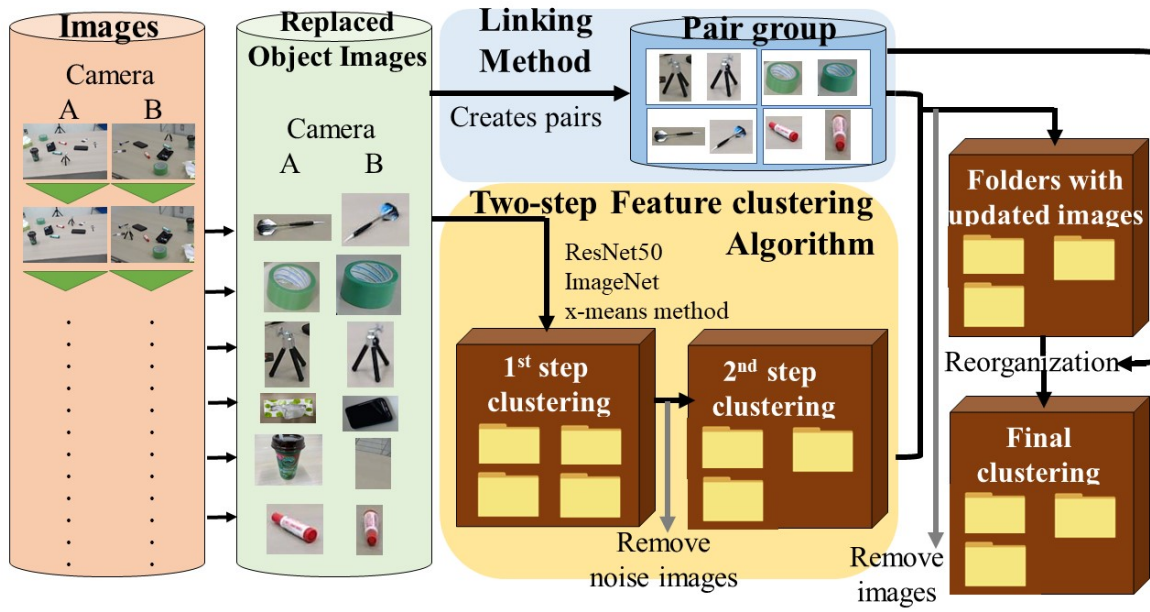 Images
Camera
A B
Replaced
Object Images
Camera
A B
Linking
Method
Creates pairs
Pair group
Two-step Feature clustering
Algorithm
ResNet50
ImageNet
x-means method
1st step
clustering
2nd step
clustering
Remove
noise images
Folders with
updated images
Reorganization
Final
clustering
Remove
images